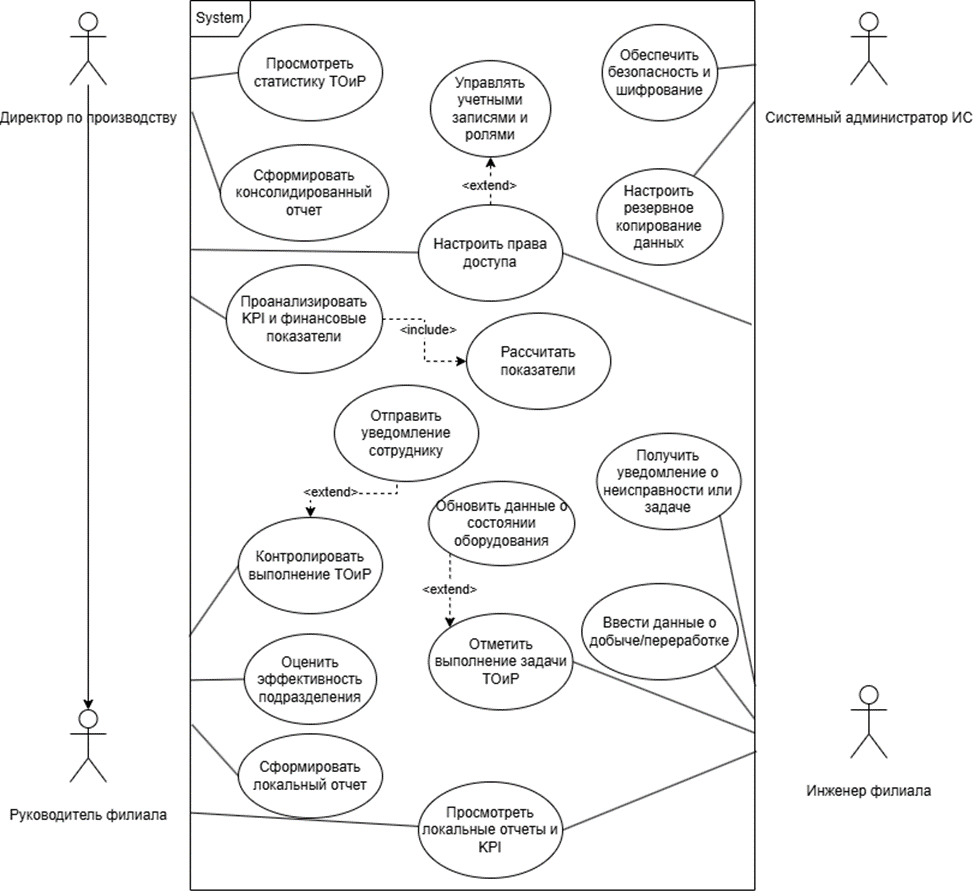 System
Просмотреть
статистику ТОиР
Управлять
учетными
записями и
ролями
Обеспечить
безопасность и
шифрование
Директор по производству
Системный администратор ИС
Сформировать
консолидированный
отчет
<extend>
Настроить
резервное
копирование
данных
Настроить права
доступа
Проанализировать
KPI и финансовые
показатели
<include>
Рассчитать
показатели
Отправить
уведомление
сотруднику
Получить
уведомление о
неисправности или
задаче
<extend>
Обновить данные о
состоянии
оборудования
Контролировать
выполнение ТОиР
<extend>
Ввести данные о
добыче/переработке
Отметить
выполнение задачи
ТОиР
Оценить
эффективность
подразделения
Сформировать
локальный отчет
Инженер филиала
Руководитель филиала
Просмотреть
локальные отчеты и
KPI